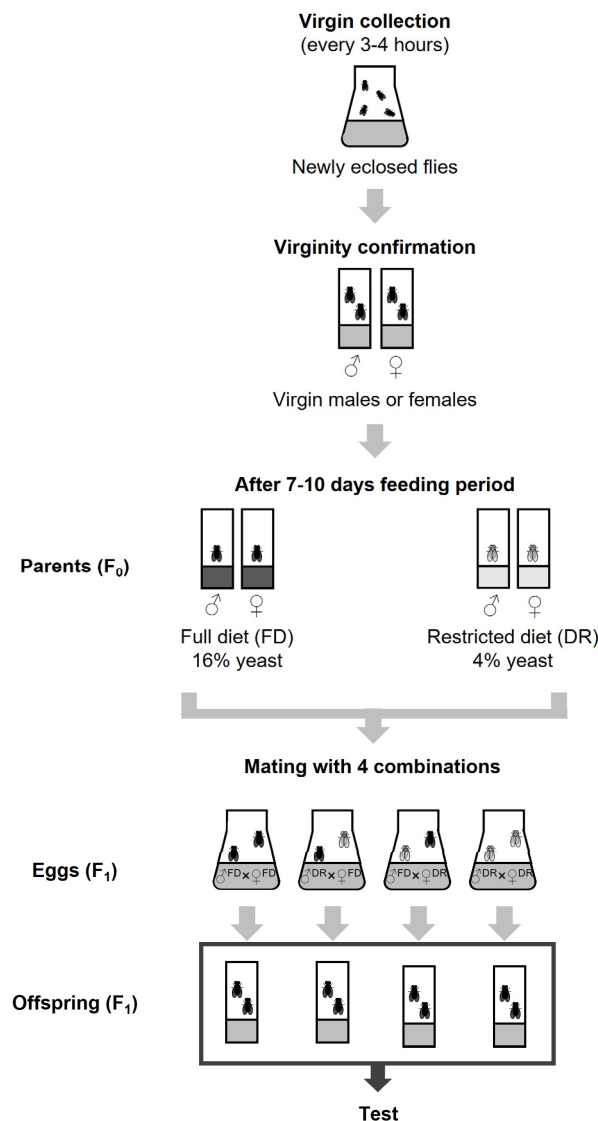 Virgin collection
(every 3-4 hours)
Newly eclosed flies
Virginity confirmation
♂ ♀
Virgin males or females
After 7-10 days feeding period
Parents (F₀)
♂ ♀ ♂ ♀
Full diet (FD) Restricted diet (DR)
16% yeast 4% yeast
Mating with 4 combinations
Eggs (F₁)
♂FD × ♀FD ♂DR × ♀FD ♂FD × ♀DR ♂DR × ♀DR
Offspring (F₁)
Test